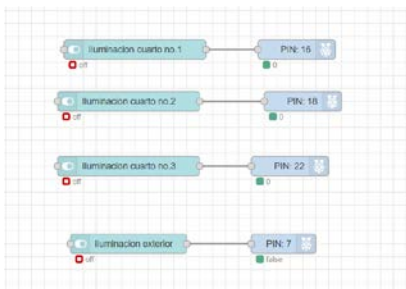 Iluminacion cuarto no.1 PIN: 16
off 0
Iluminacion cuarto no.2 PIN: 18
off 0
Iluminacion cuarto no.3 PIN: 22
off 0
Iluminacion exterior PIN: 7
off false